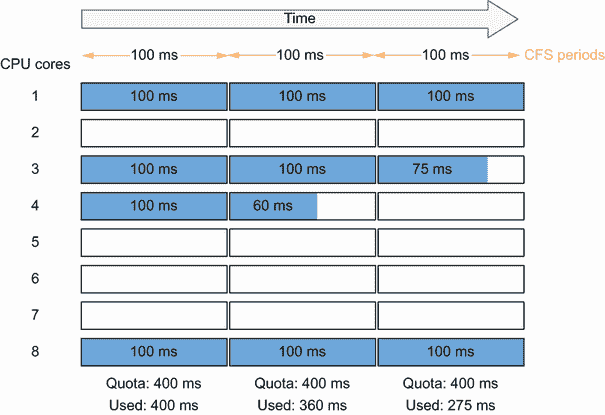 Time
100 ms 100 ms 100 ms CFS periods
CPU cores
1 100 ms 100 ms 100 ms
2
3 100 ms 100 ms 75 ms
4 100 ms 60 ms
5
6
7
8 100 ms 100 ms 100 ms
Quota: 400 ms Quota: 400 ms Quota: 400 ms
Used: 400 ms Used: 360 ms Used: 275 ms